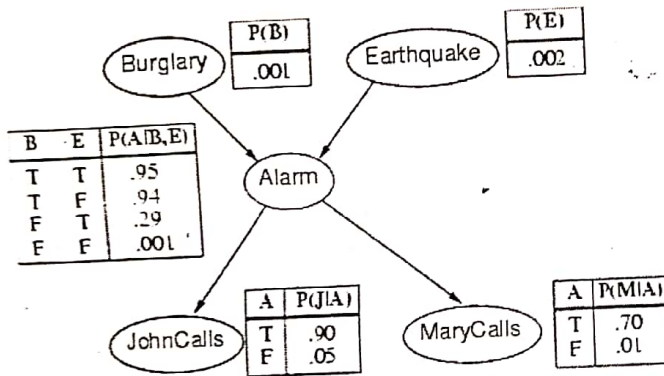 P(B)
Burglary
.001
P(E)
Earthquake
.002
B E P(A|B,E)
T T .95
T F .94
F T .29
F F .001
Alarm
A P(J|A)
T .90
F .05
JohnCalls
A P(M|A)
T .70
F .01
MaryCalls